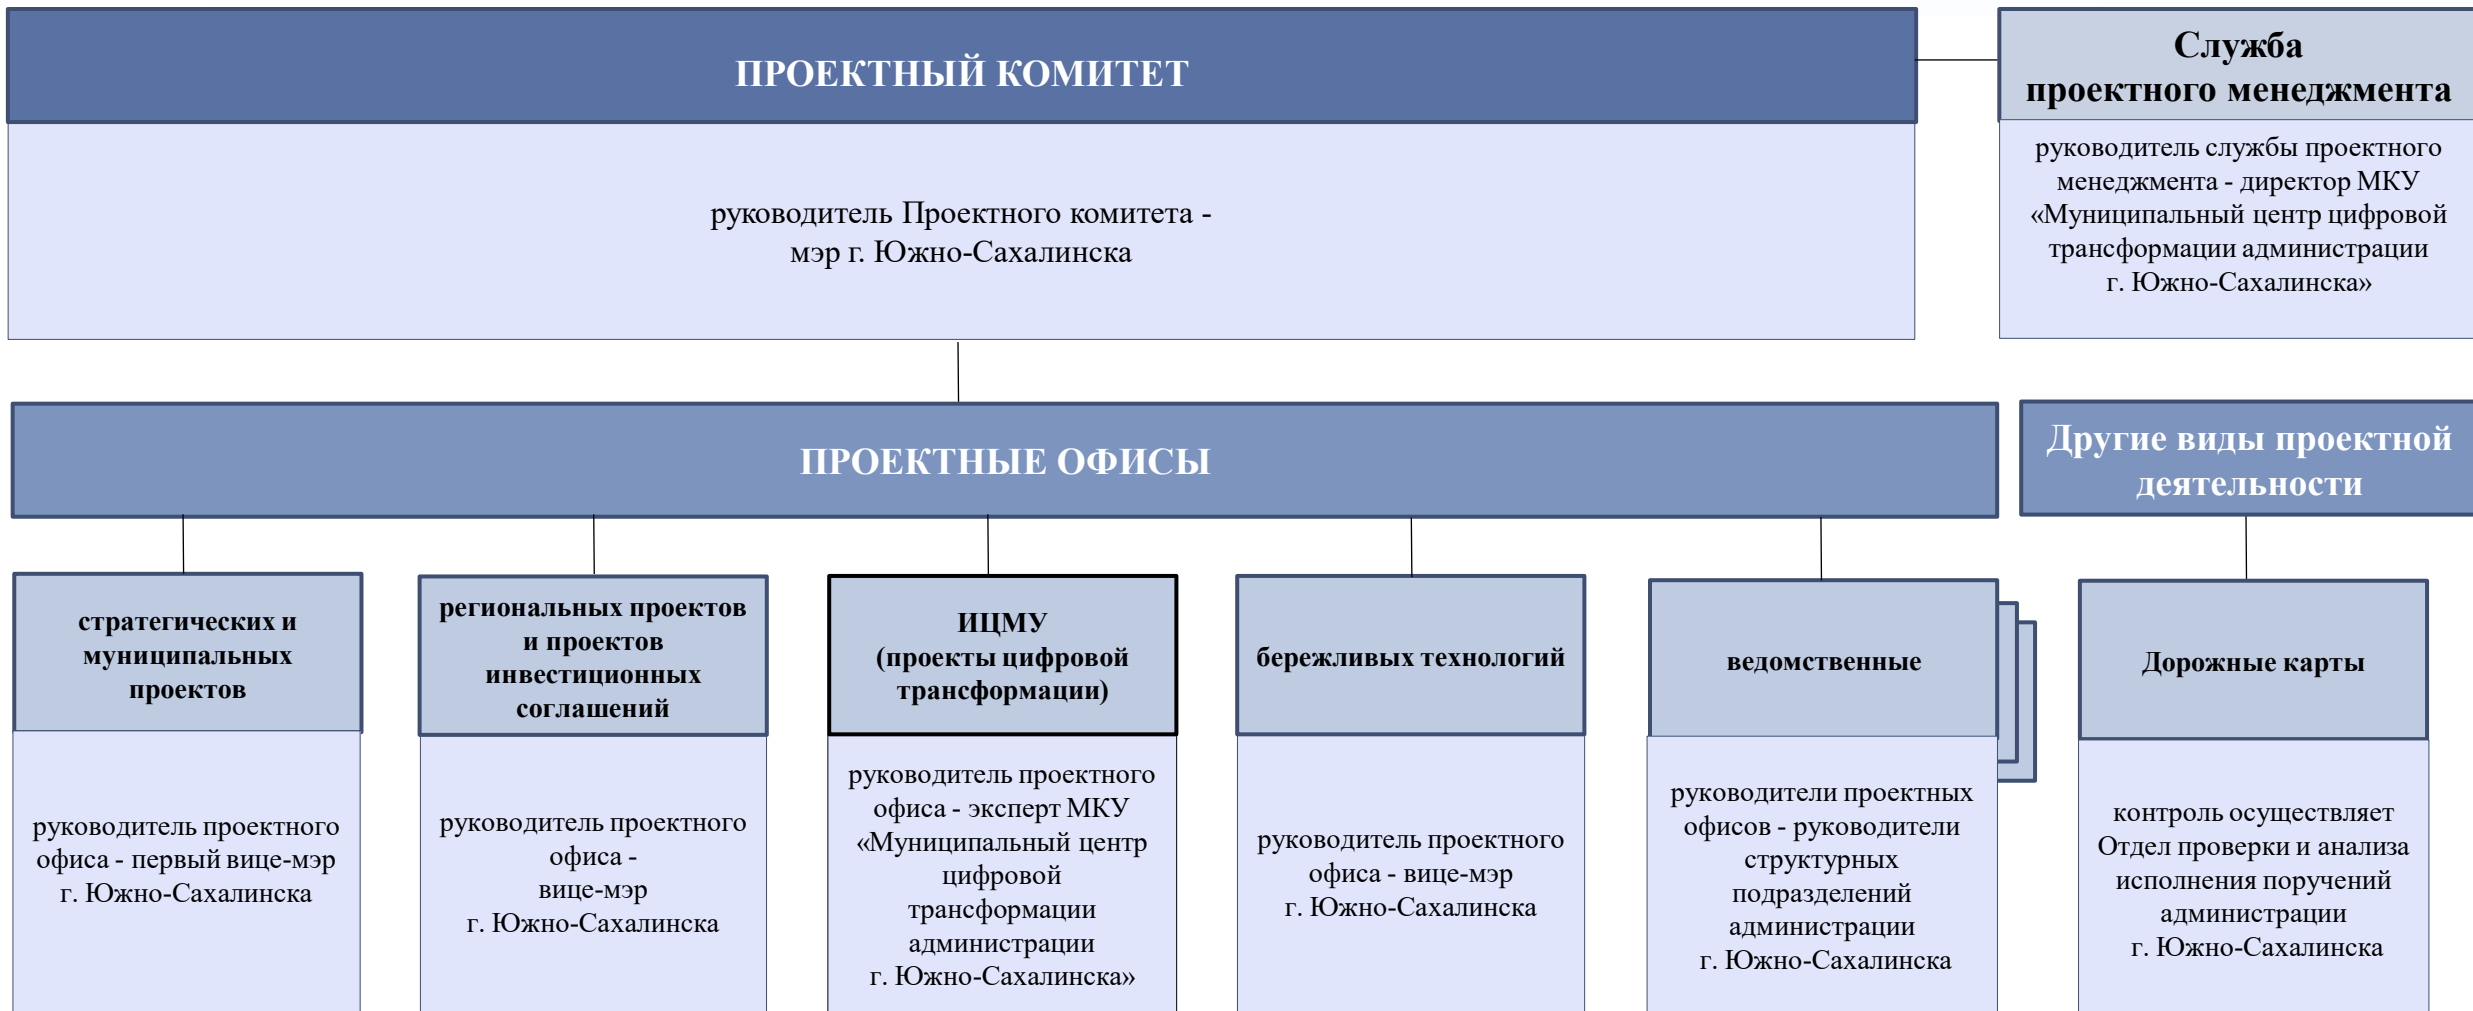 ПРОЕКТНЫЙ КОМИТЕТ
руководитель Проектного комитета -
мэр г. Южно-Сахалинска
Служба
проектного менеджмента
руководитель службы проектного
менеджмента - директор МКУ
«Муниципальный центр цифровой
трансформации администрации
г. Южно-Сахалинска»
ПРОЕКТНЫЕ ОФИСЫ
Другие виды проектной
деятельности
стратегических и
муниципальных
проектов
руководитель проектного
офиса - первый вице-мэр
г. Южно-Сахалинска
региональных проектов
и проектов
инвестиционных
соглашений
руководитель проектного
офиса -
вице-мэр
г. Южно-Сахалинска
ИЦМУ
(проекты цифровой
трансформации)
руководитель проектного
офиса - эксперт МКУ
«Муниципальный центр
цифровой
трансформации
администрации
г. Южно-Сахалинска»
бережливых технологий
руководитель проектного
офиса - вице-мэр
г. Южно-Сахалинска
ведомственные
руководители проектных
офисов - руководители
структурных
подразделений
администрации
г. Южно-Сахалинска
Дорожные карты
контроль осуществляет
Отдел проверки и анализа
исполнения поручений
администрации
г. Южно-Сахалинска